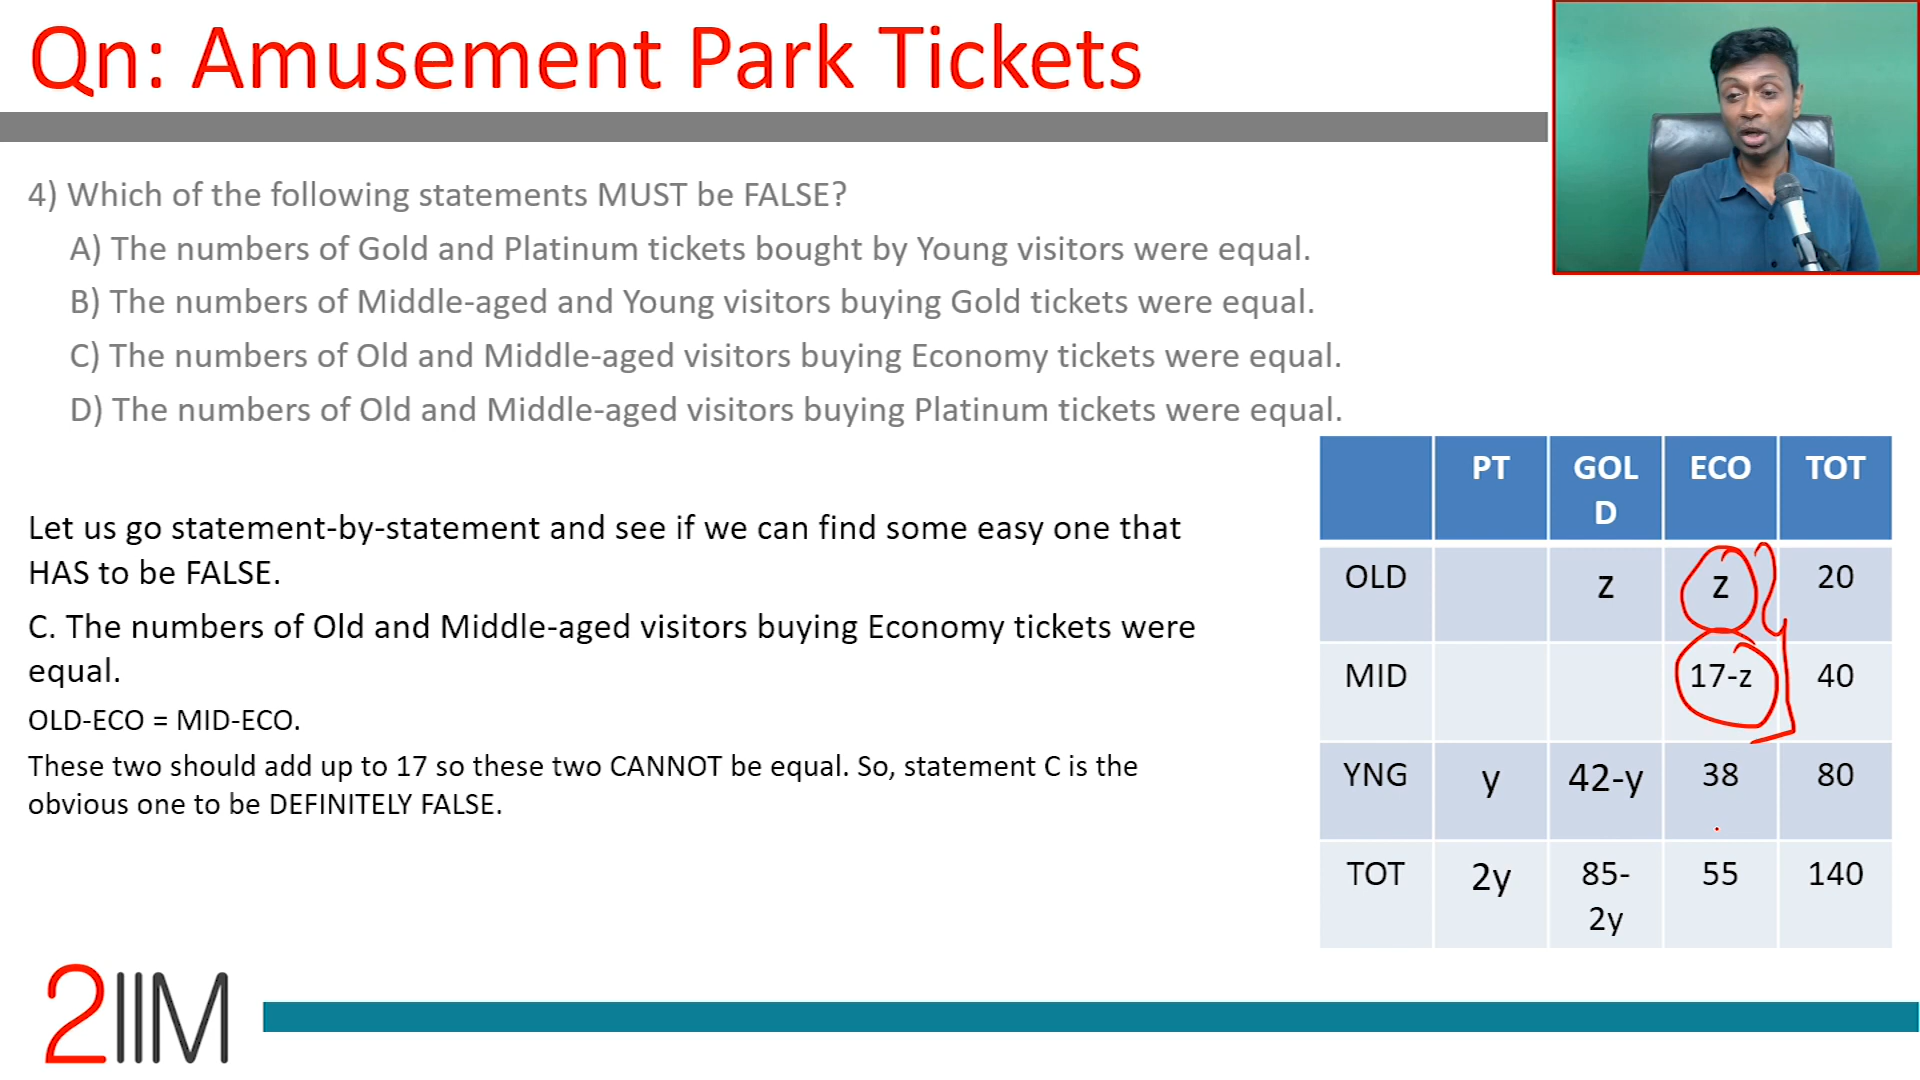 Qn: Amusement Park Tickets
4) Which of the following statements MUST be FALSE?
A) The numbers of Gold and Platinum tickets bought by Young visitors were equal.
B) The numbers of Middle-aged and Young visitors buying Gold tickets were equal.
C) The numbers of Old and Middle-aged visitors buying Economy tickets were equal.
D) The numbers of Old and Middle-aged visitors buying Platinum tickets were equal.
Let us go statement-by-statement and see if we can find some easy one that
HAS to be FALSE.
C. The numbers of Old and Middle-aged visitors buying Economy tickets were
equal.
OLD-ECO = MID-ECO.
These two should add up to 17 so these two CANNOT be equal. So, statement C is the
obvious one to be DEFINITELY FALSE.
PT GOL ECO TOT
D
OLD z z 20
MID 17-z 40
YNG y 42-y 38 80
TOT 2y 85- 55 140
2y
2IIM